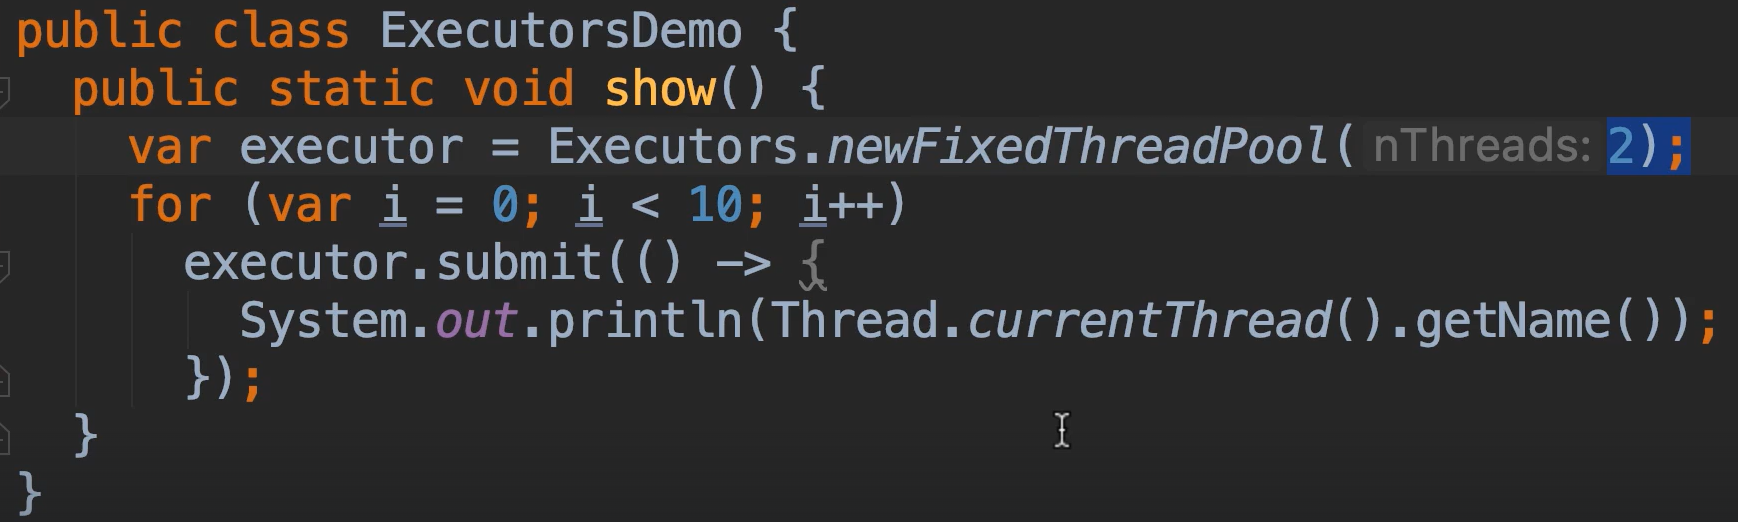 public class ExecutorsDemo {
  public static void show() {
    var executor = Executors.newFixedThreadPool( nThreads: 2);
    for (var i = 0; i < 10; i++)
      executor.submit(() -> {
        System.out.println(Thread.currentThread().getName());
      });
  }
}